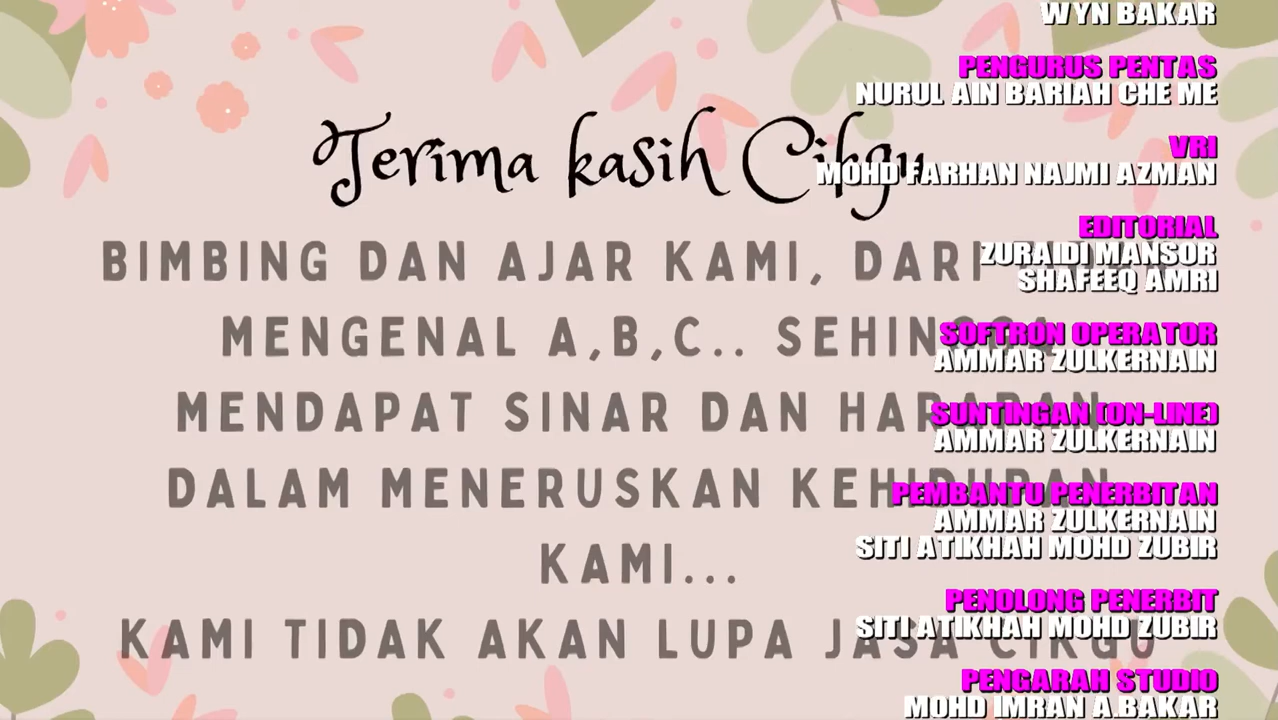 Terima kasih Cikgu
BIMBING DAN AJAR KAMI, DARI
MENGENAL A,B,C.. SEHINGGA
MENDAPAT SINAR DAN HARAPAN
DALAM MENERUSKAN KEHIDUPAN
KAMI...
KAMI TIDAK AKAN LUPA JASA CIKGU
WYN BAKAR
PENGURUS PENTAS
NURUL AIN BARIAH CHE ME
VRI
MOHD FARHAN NAJMI AZMAN
EDITORIAL
ZURAIDI MANSOR
SHAFEEQ AMRI
SOFTRON OPERATOR
AMMAR ZULKERNAIN
SUNTINGAN (ON-LINE)
AMMAR ZULKERNAIN
PEMBANTU PENERBITAN
AMMAR ZULKERNAIN
SITI ATIKHAH MOHD ZUBIR
PENOLONG PENERBIT
SITI ATIKHAH MOHD ZUBIR
PENGARAH STUDIO
MOHD IMRAN A.BAKAR